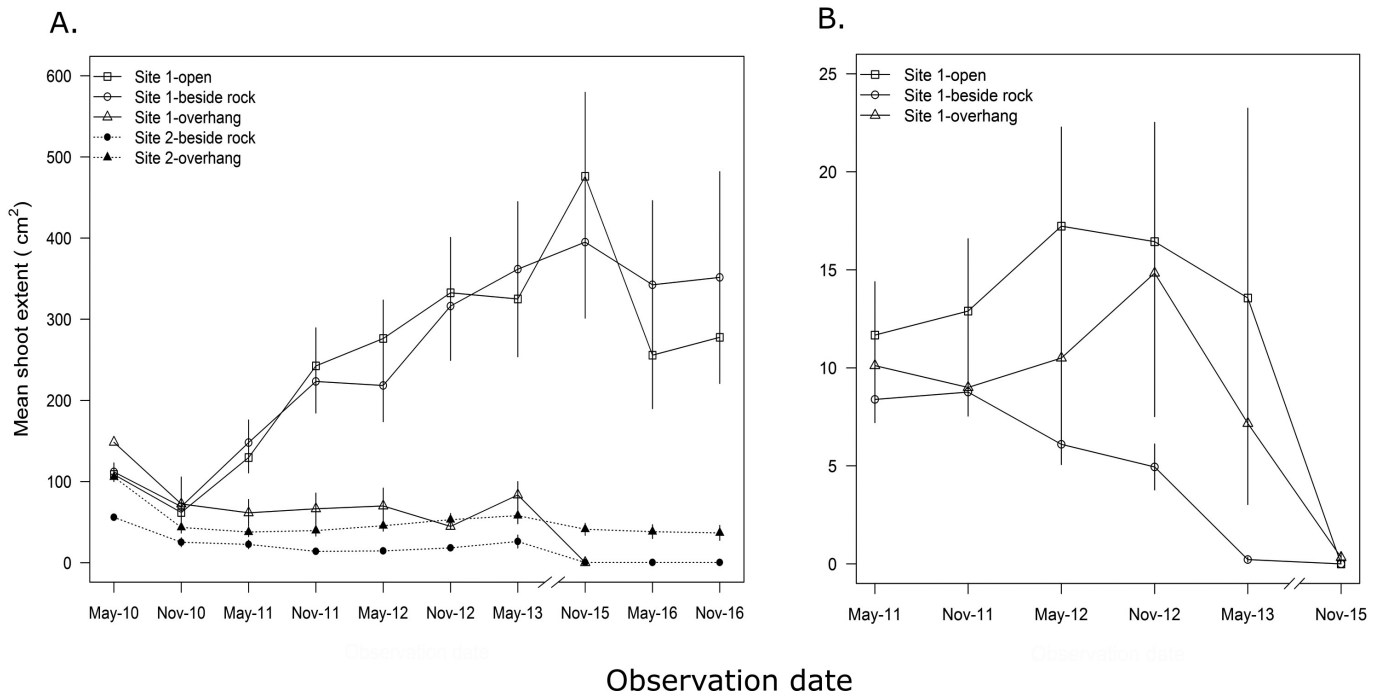 A.
Mean shoot extent ( cm²)
600
500
400
300
200
100
0
Site 1-open
Site 1-beside rock
Site 1-overhang
Site 2-beside rock
Site 2-overhang
May-10 Nov-10 May-11 Nov-11 May-12 Nov-12 May-13 Nov-15 May-16 Nov-16
B.
25
20
15
10
5
0
Site 1-open
Site 1-beside rock
Site 1-overhang
May-11 Nov-11 May-12 Nov-12 May-13 Nov-15
Observation date Observation date
Observation date